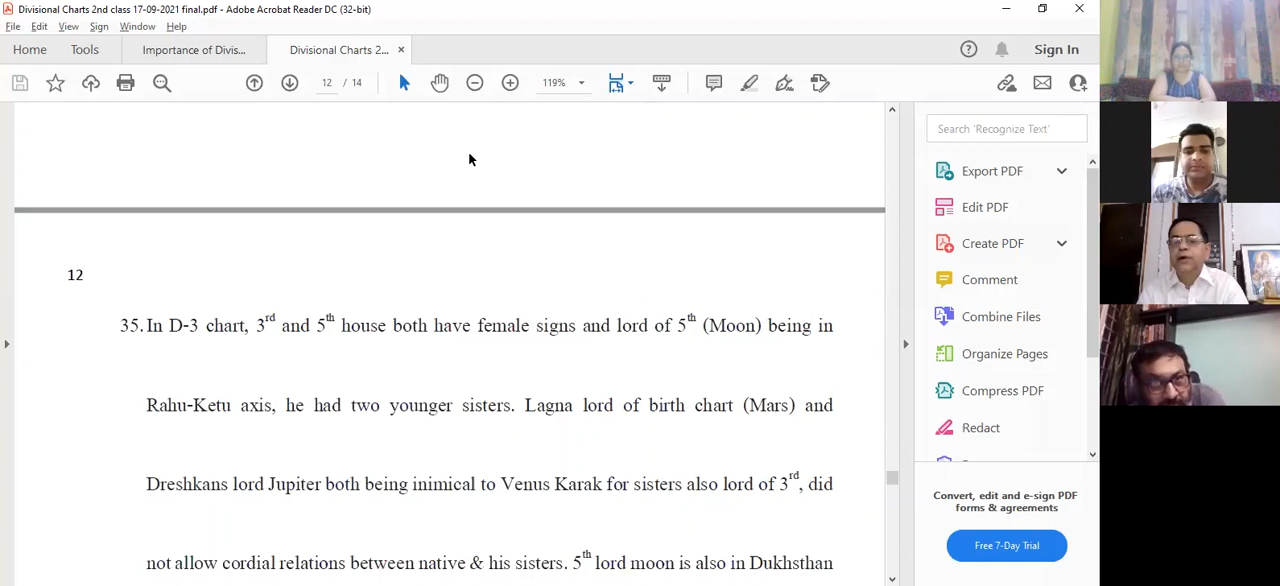 Divisional Charts 2nd class 17-09-2021 final.pdf - Adobe Acrobat Reader DC (32-bit)
File Edit View Sign Window Help
Home Tools Importance of Divis... Divisional Charts 2... × Sign In
12 / 14 119%
Search 'Recognize Text'
Export PDF
Edit PDF
Create PDF
Comment
Combine Files
Organize Pages
Compress PDF
Redact
Convert, edit and e-sign PDF
forms & agreements
Free 7-Day Trial
12
35. In D-3 chart, 3rd and 5th house both have female signs and lord of 5th (Moon) being in
Rahu-Ketu axis, he had two younger sisters. Lagna lord of birth chart (Mars) and
Dreshkans lord Jupiter both being inimical to Venus Karak for sisters also lord of 3rd, did
not allow cordial relations between native & his sisters. 5th lord moon is also in Dukhsthan